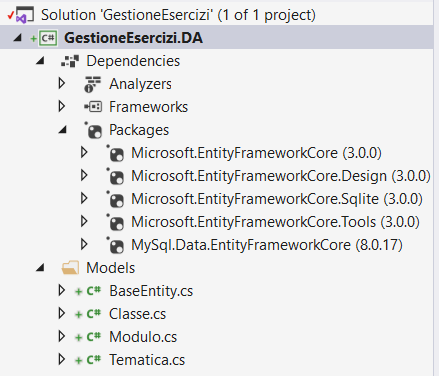 Solution 'GestioneEsercizi' (1 of 1 project)
GestioneEsercizi.DA
Dependencies
Analyzers
Frameworks
Packages
Microsoft.EntityFrameworkCore (3.0.0)
Microsoft.EntityFrameworkCore.Design (3.0.0)
Microsoft.EntityFrameworkCore.Sqlite (3.0.0)
Microsoft.EntityFrameworkCore.Tools (3.0.0)
MySql.Data.EntityFrameworkCore (8.0.17)
Models
C# BaseEntity.cs
C# Classe.cs
C# Modulo.cs
C# Tematica.cs